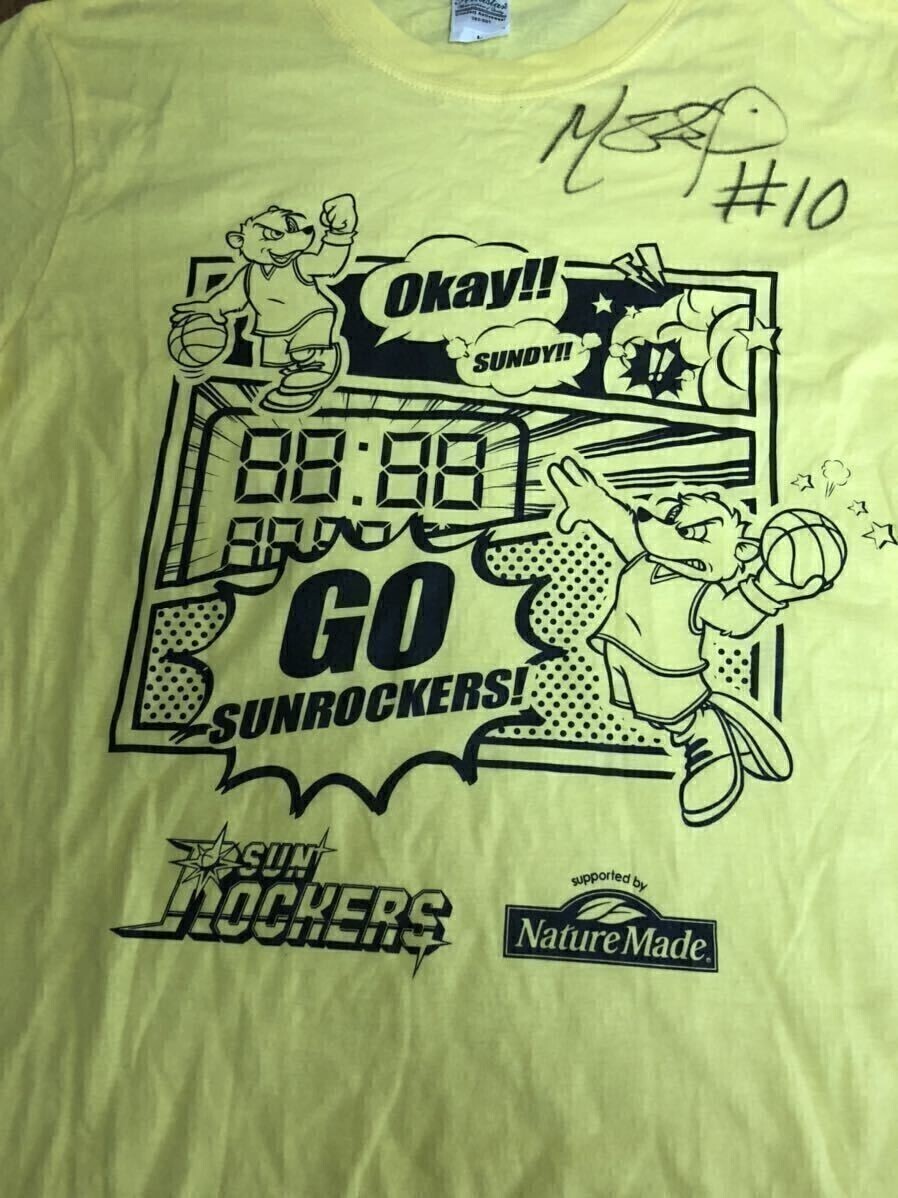 #10
Okay!!
SUNDY!!
!!
88:88
GO
SUNROCKERS!
SUN
ROCKERS
supported by
NatureMade®